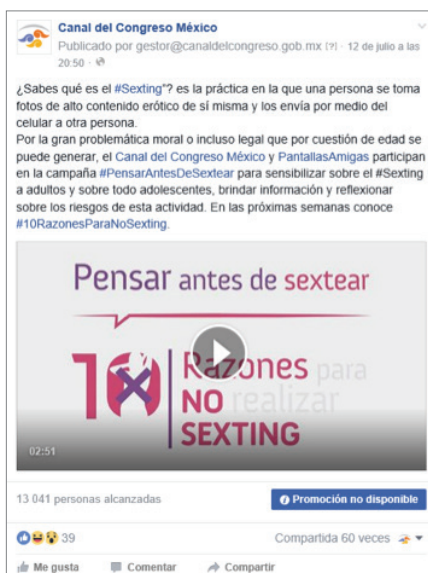 Canal del Congreso México
Publicado por gestor@canaldelcongreso.gob.mx [?] · 12 de julio a las
20:50 ·
¿Sabes qué es el #Sexting"? es la práctica en la que una persona se toma
fotos de alto contenido erótico de sí misma y los envía por medio del
celular a otra persona.
Por la gran problemática moral o incluso legal que por cuestión de edad se
puede generar, el Canal del Congreso México y PantallasAmigas participan
en la campaña #PensarAntesDeSextear para sensibilizar sobre el #Sexting
a adultos y sobre todo adolescentes, brindar información y reflexionar
sobre los riesgos de esta actividad. En las próximas semanas conoce
#10RazonesParaNoSexting.
Pensar antes de sextear
10 Razones para
NO realizar
SEXTING
02:51
13 041 personas alcanzadas
Promoción no disponible
39
Compartida 60 veces
Me gusta Comentar Compartir